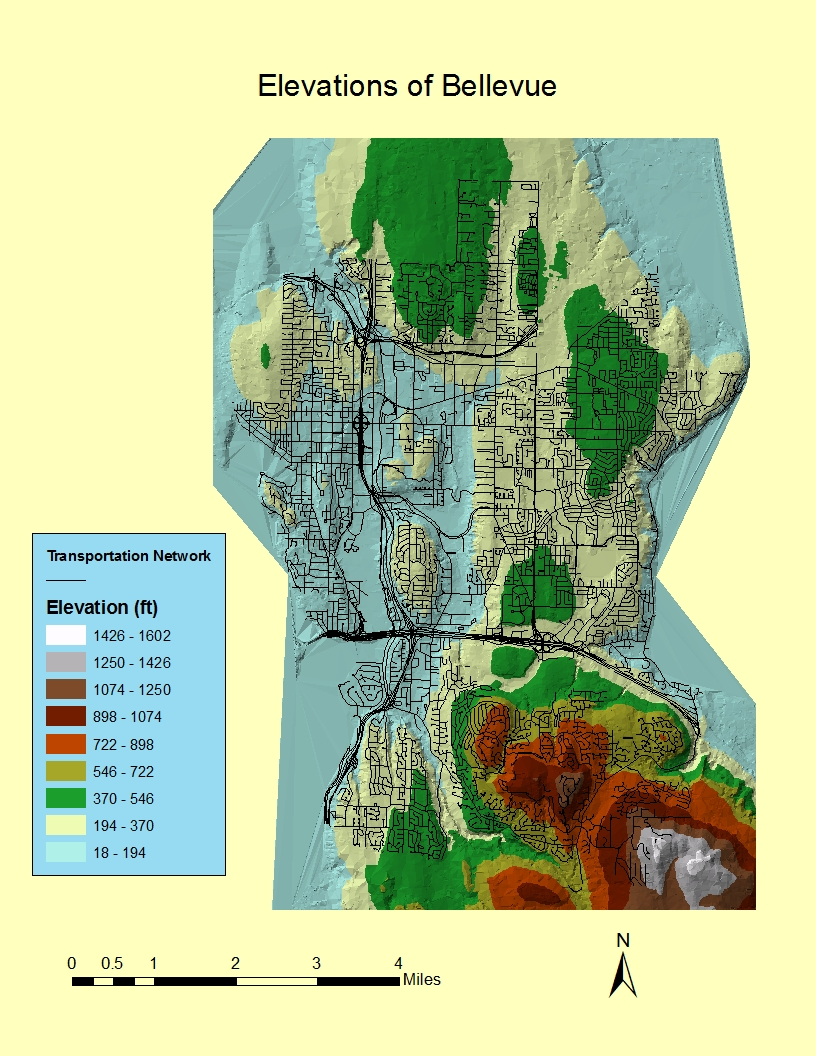 Elevations of Bellevue
Transportation Network
Elevation (ft)
1426 - 1602
1250 - 1426
1074 - 1250
898 - 1074
722 - 898
546 - 722
370 - 546
194 - 370
18 - 194
0 0.5 1 2 3 4
Miles
N